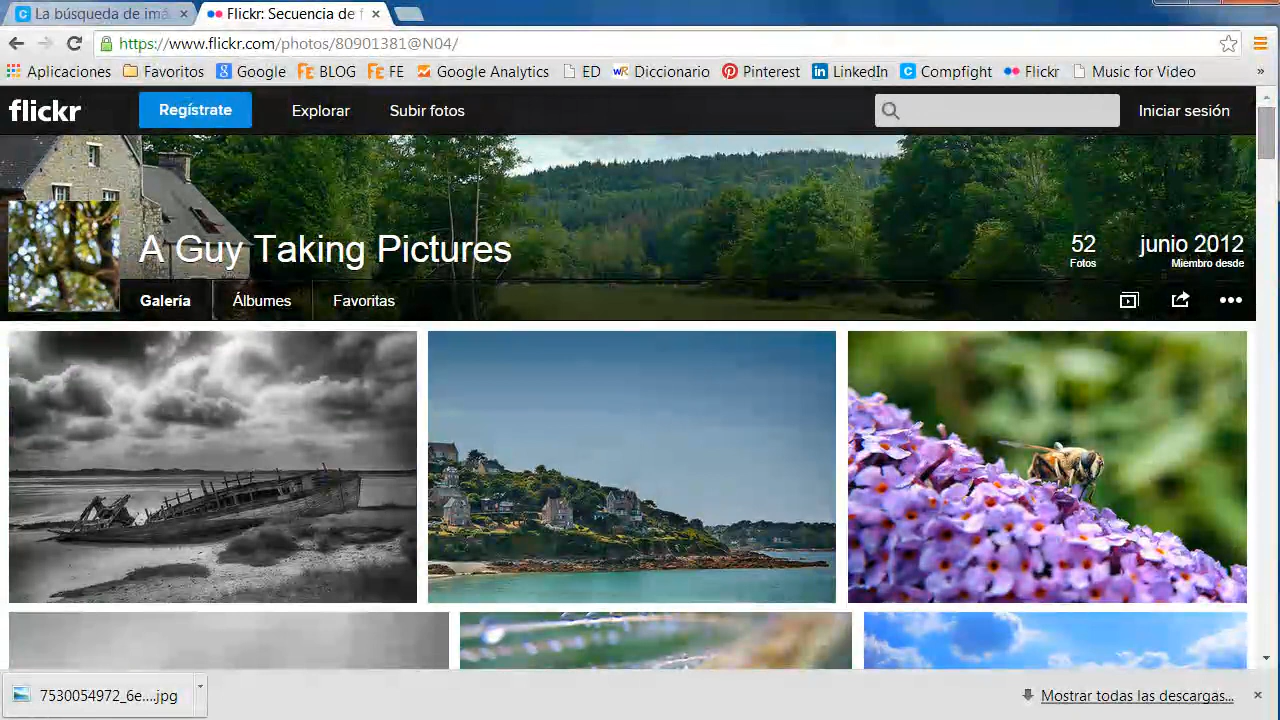 La búsqueda de imá
Flickr: Secuencia de f
https://www.flickr.com/photos/80901381@N04/
Aplicaciones Favoritos Google BLOG FE Google Analytics ED Diccionario Pinterest LinkedIn Compfight Flickr Music for Video »
flickr Regístrate Explorar Subir fotos Iniciar sesión
A Guy Taking Pictures
52 junio 2012
Fotos Miembro desde
Galería Álbumes Favoritas
7530054972_6e....jpg
Mostrar todas las descargas...